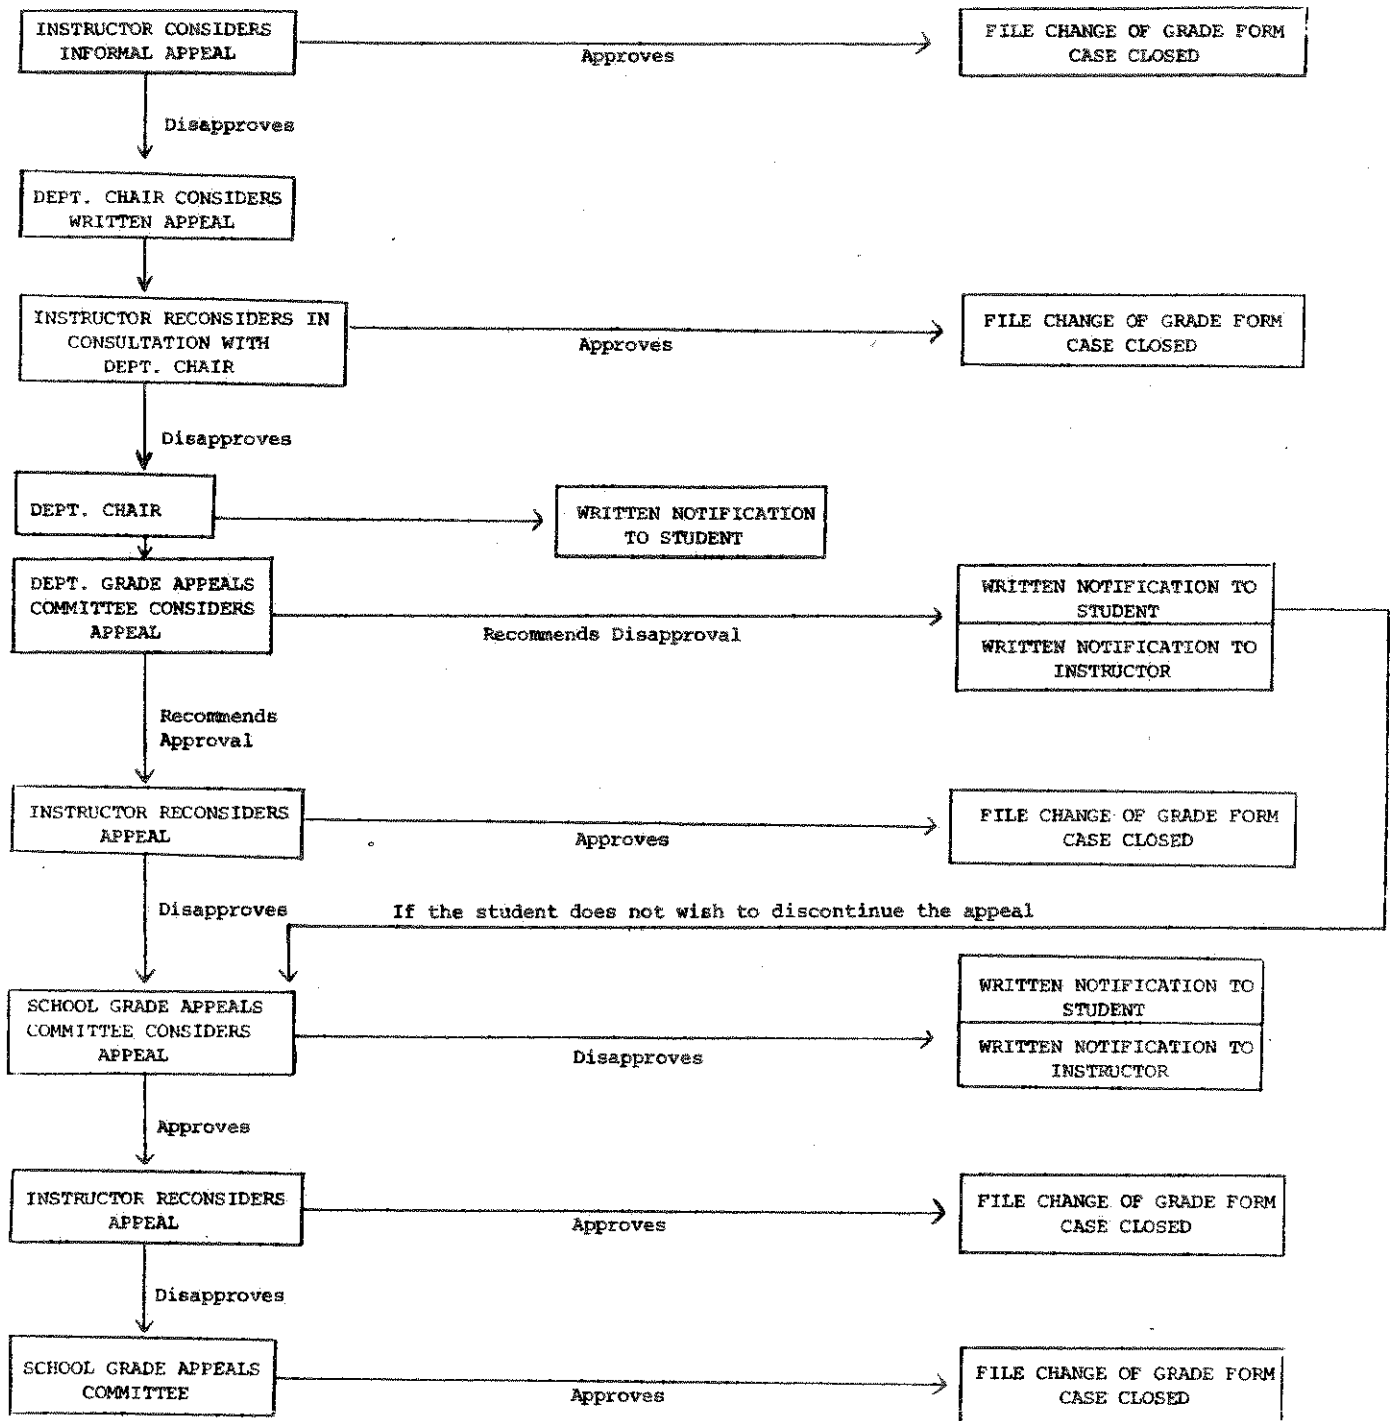 INSTRUCTOR CONSIDERS
INFORMAL APPEAL
Approves
FILE CHANGE OF GRADE FORM
CASE CLOSED
Disapproves
DEPT. CHAIR CONSIDERS
WRITTEN APPEAL
INSTRUCTOR RECONSIDERS IN
CONSULTATION WITH
DEPT. CHAIR
Approves
FILE CHANGE OF GRADE FORM
CASE CLOSED
Disapproves
DEPT. CHAIR
WRITTEN NOTIFICATION
TO STUDENT
DEPT. GRADE APPEALS
COMMITTEE CONSIDERS
APPEAL
Recommends Disapproval
WRITTEN NOTIFICATION TO
STUDENT
WRITTEN NOTIFICATION TO
INSTRUCTOR
Recommends
Approval
INSTRUCTOR RECONSIDERS
APPEAL
Approves
FILE CHANGE OF GRADE FORM
CASE CLOSED
Disapproves
If the student does not wish to discontinue the appeal
SCHOOL GRADE APPEALS
COMMITTEE CONSIDERS
APPEAL
Disapproves
WRITTEN NOTIFICATION TO
STUDENT
WRITTEN NOTIFICATION TO
INSTRUCTOR
Approves
INSTRUCTOR RECONSIDERS
APPEAL
Approves
FILE CHANGE OF GRADE FORM
CASE CLOSED
Disapproves
SCHOOL GRADE APPEALS
COMMITTEE
Approves
FILE CHANGE OF GRADE FORM
CASE CLOSED